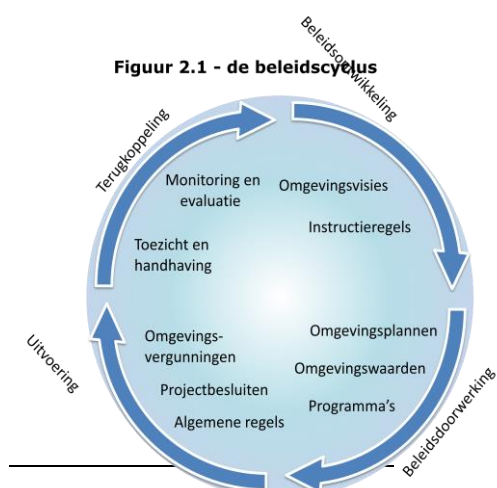 Figuur 2.1 - de beleidscyclus
Beleidsontwikkeling
Terugkoppeling
Monitoring en
evaluatie
Omgevingsvisies
Instructieregels
Toezicht en
handhaving
Omgevings-
vergunningen
Projectbesluiten
Algemene regels
Omgevingsplannen
Omgevingswaarden
Programma's
Uitvoering
Beleidsdoorwerking